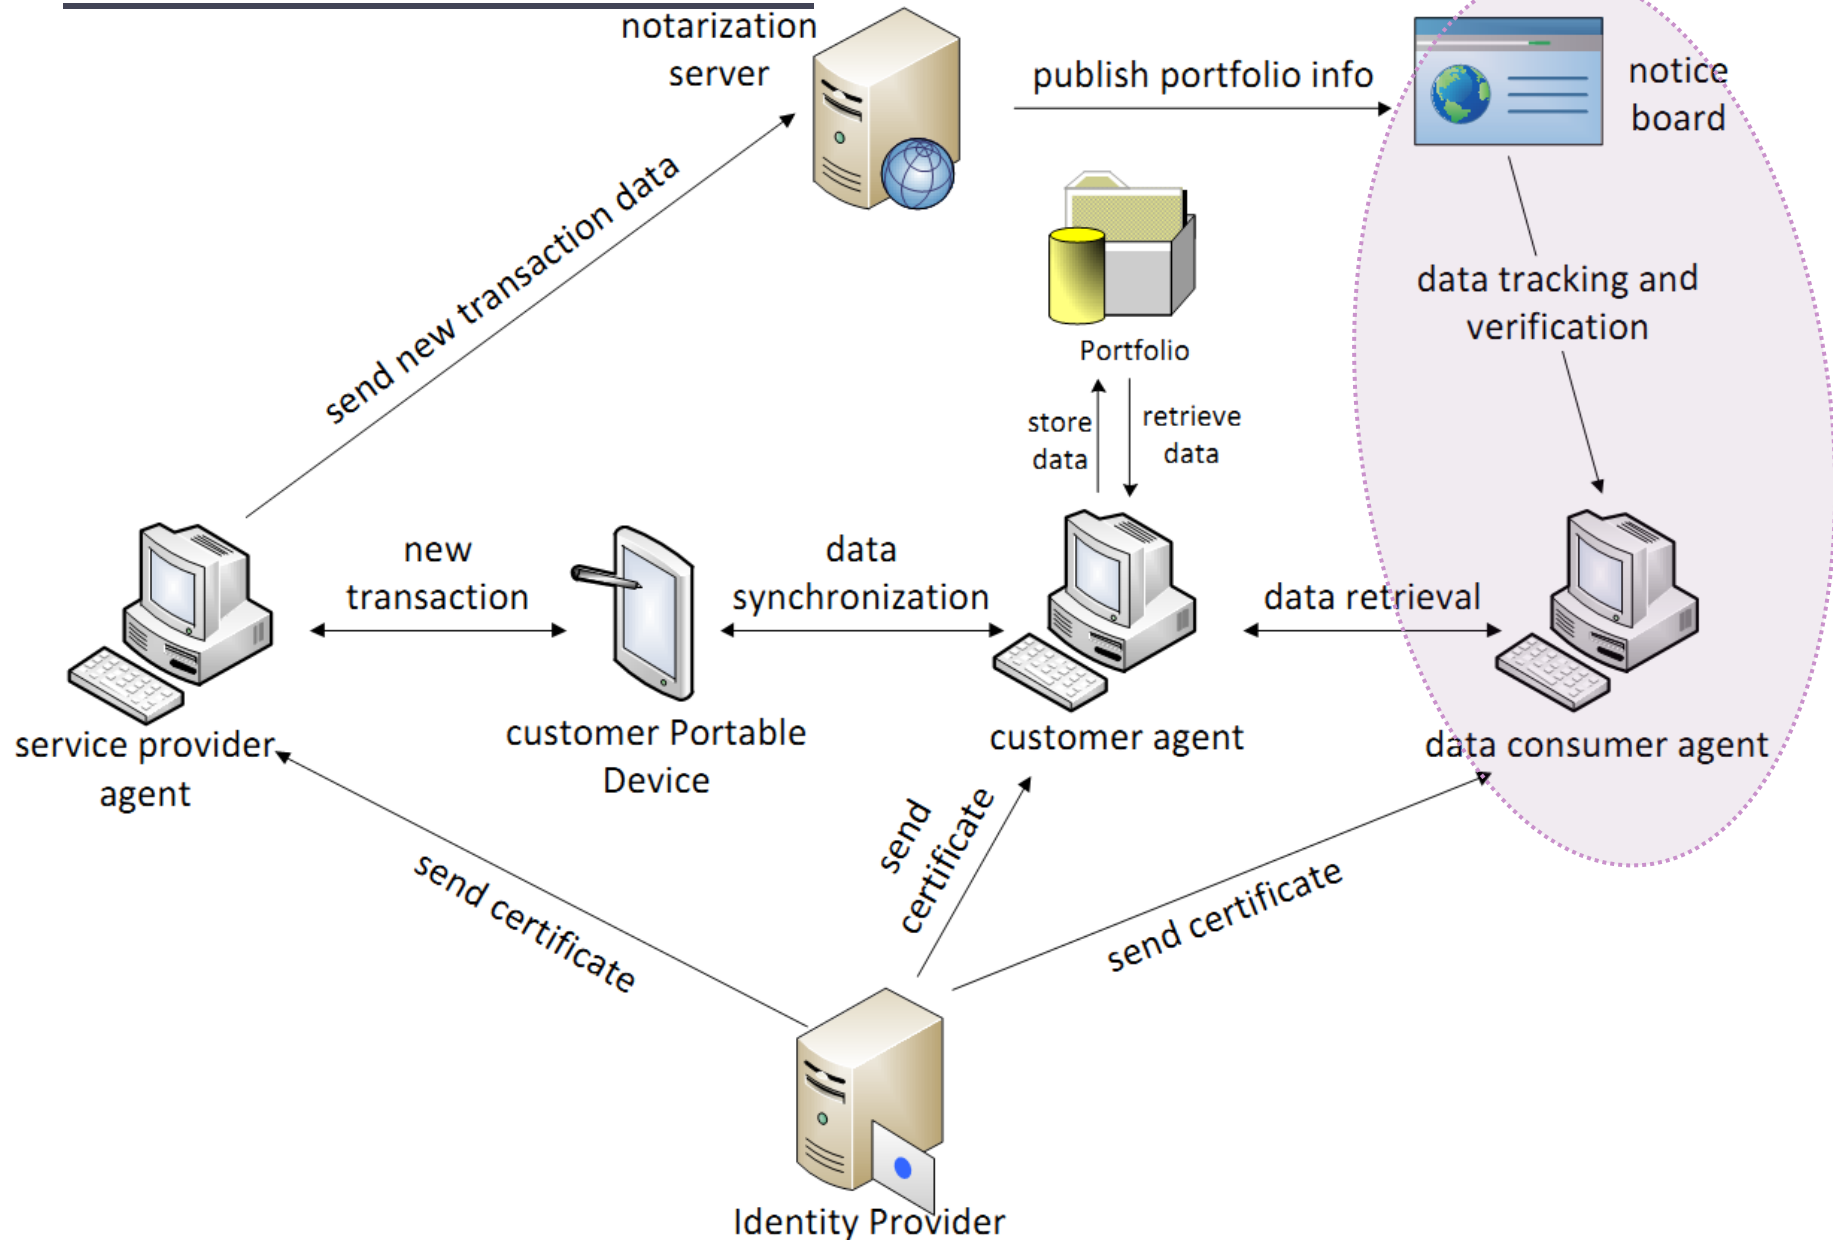 notarization
server
publish portfolio info
notice
board
send new transaction data
data tracking and
verification
Portfolio
store
data
retrieve
data
new
transaction
data
synchronization
data retrieval
service provider
agent
customer Portable
Device
customer agent
data consumer agent
send certificate
send
certificate
send certificate
Identity Provider